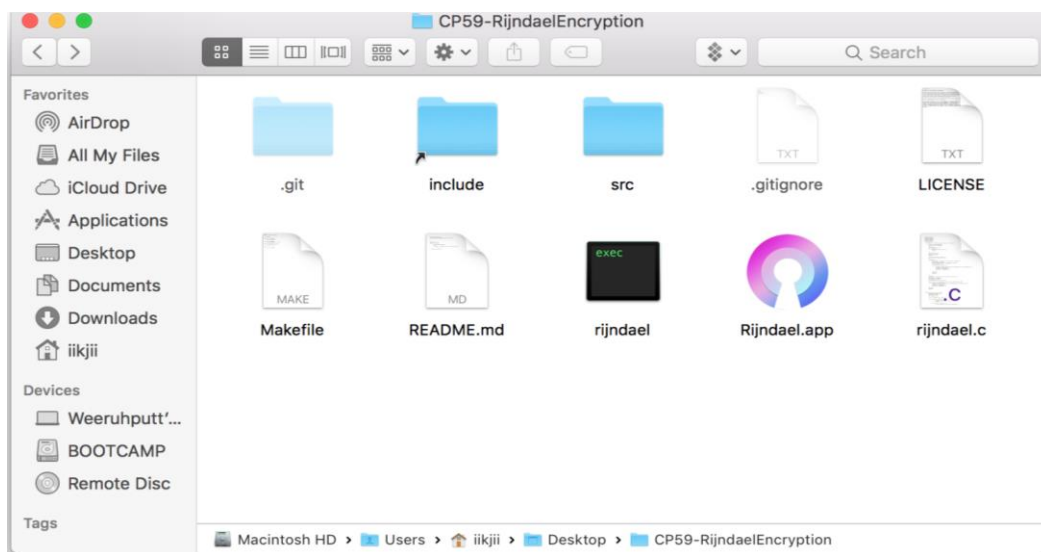 CP59-RijndaelEncryption
Search
Favorites
AirDrop
All My Files
iCloud Drive
Applications
Desktop
Documents
Downloads
iikjii
Devices
Weeruhputt'...
BOOTCAMP
Remote Disc
Tags
TXT
TXT
.git
include
src
.gitignore
LICENSE
MAKE
MD
exec
.C
Makefile
README.md
rijndael
Rijndael.app
rijndael.c
Macintosh HD › Users › iikjii › Desktop › CP59-RijndaelEncryption